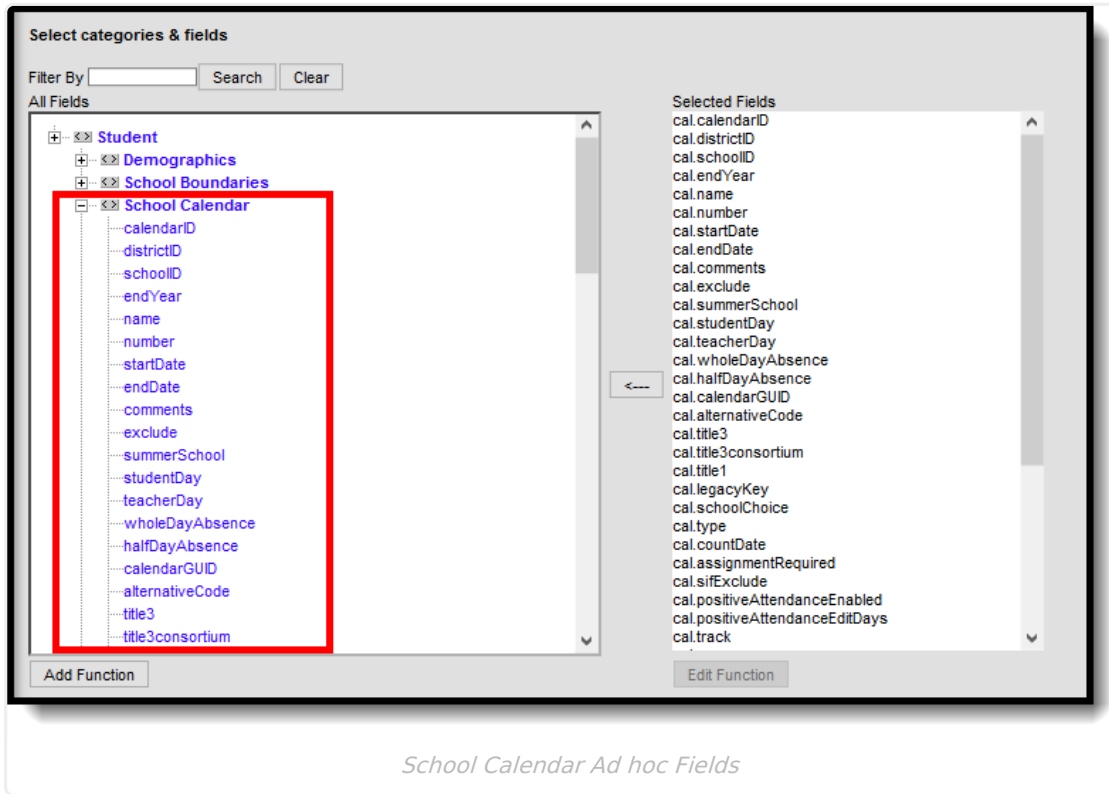 Select categories & fields
Filter By
Search
Clear
All Fields
Student
Demographics
School Boundaries
School Calendar
calendarID
districtID
schoolID
endYear
name
number
startDate
endDate
comments
exclude
summerSchool
studentDay
teacherDay
wholeDayAbsence
halfDayAbsence
calendarGUID
alternativeCode
title3
title3consortium
Add Function
<---
Selected Fields
cal.calendarID
cal.districtID
cal.schoolID
cal.endYear
cal.name
cal.number
cal.startDate
cal.endDate
cal.comments
cal.exclude
cal.summerSchool
cal.studentDay
cal.teacherDay
cal.wholeDayAbsence
cal.halfDayAbsence
cal.calendarGUID
cal.alternativeCode
cal.title3
cal.title3consortium
cal.title1
cal.legacyKey
cal.schoolChoice
cal.type
cal.countDate
cal.assignmentRequired
cal.sifExclude
cal.positiveAttendanceEnabled
cal.positiveAttendanceEditDays
cal.track
Edit Function
School Calendar Ad hoc Fields